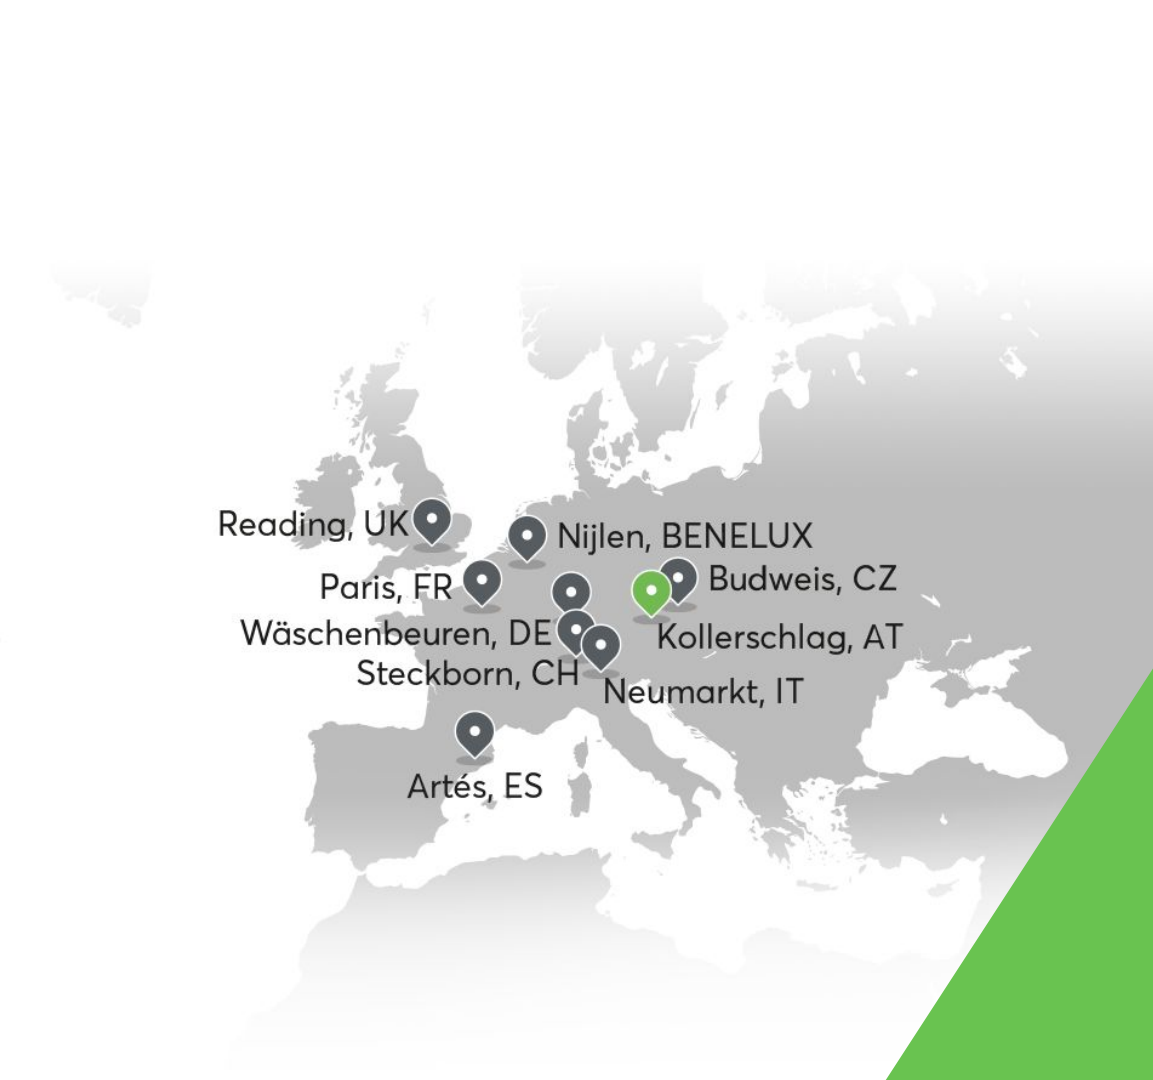 Reading, UK
Nijlen, BENELUX
Paris, FR
Budweis, CZ
Wäschenbeuren, DE
Kollerschlag, AT
Steckborn, CH
Neumarkt, IT
Artés, ES